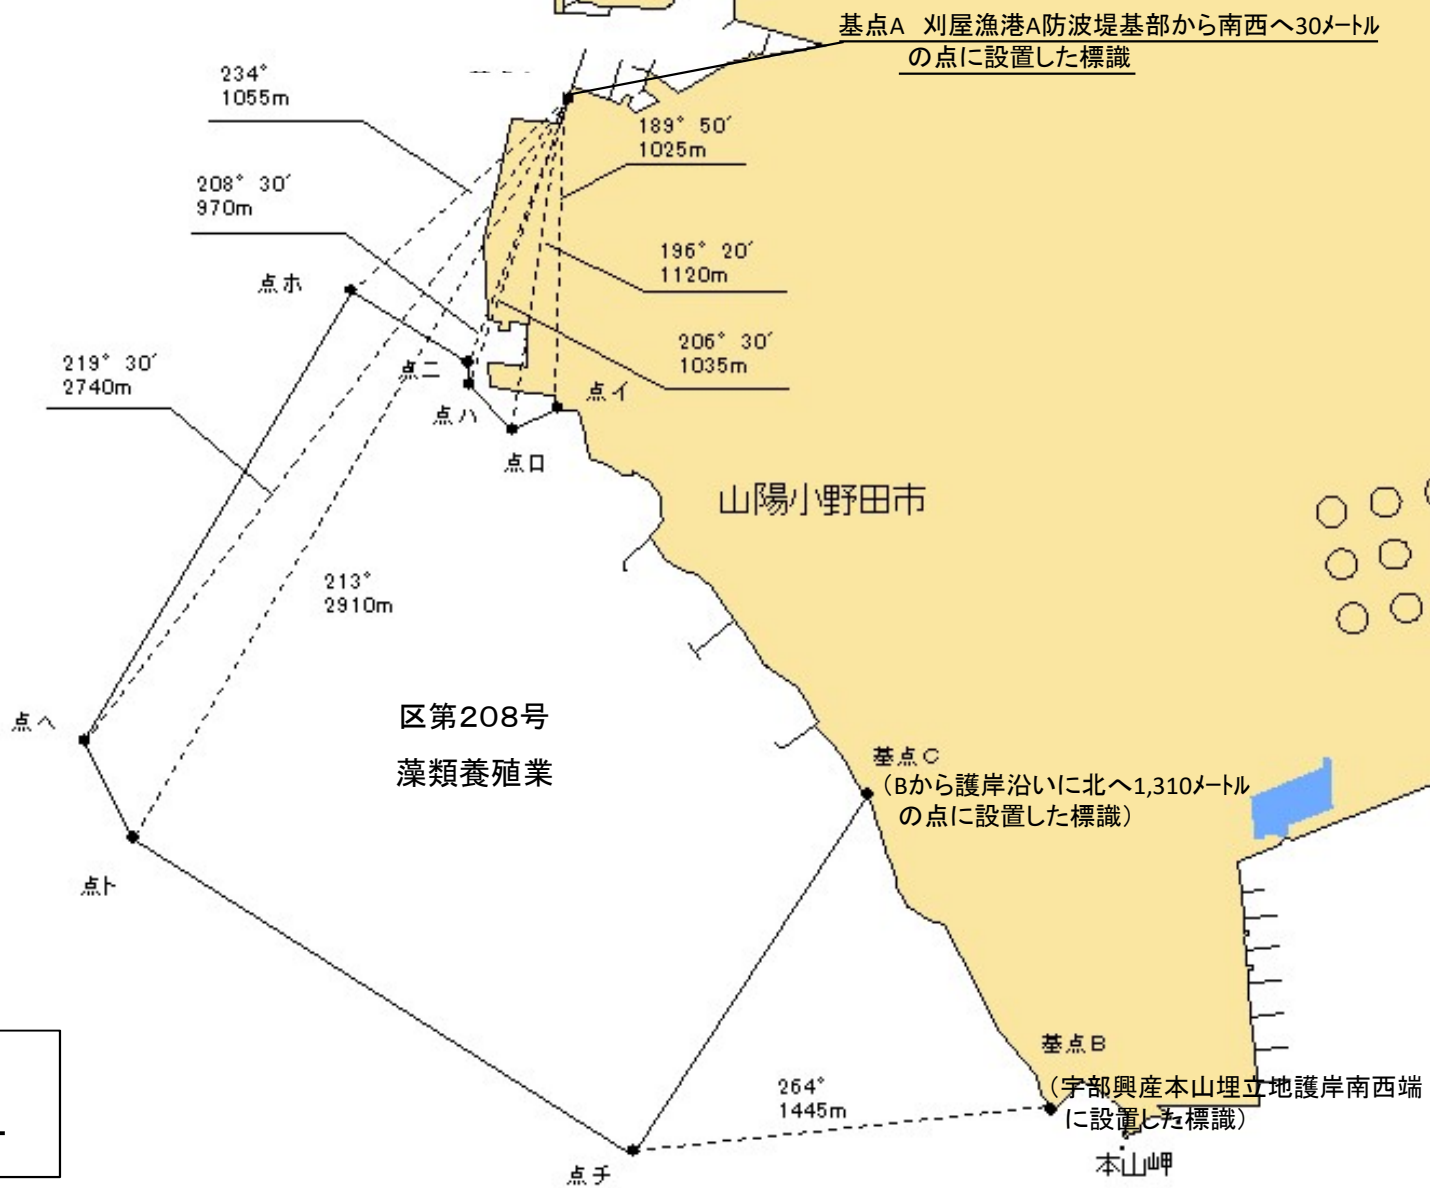 基点A　刈屋漁港A防波堤基部から南西へ30メートル
の点に設置した標識
234°
1055m
189° 50′
1025m
208° 30′
970m
196° 20′
1120m
点ホ
206° 30′
1035m
219° 30′
2740m
点ニ
点イ
点ハ
点ロ
山陽小野田市
213°
2910m
区第208号
藻類養殖業
点ヘ
基点C
（Bから護岸沿いに北へ1,310メートル
の点に設置した標識）
点ト
基点B
（宇部興産本山埋立地護岸南西端
に設置した標識）
264°
1445m
本山岬
点チ